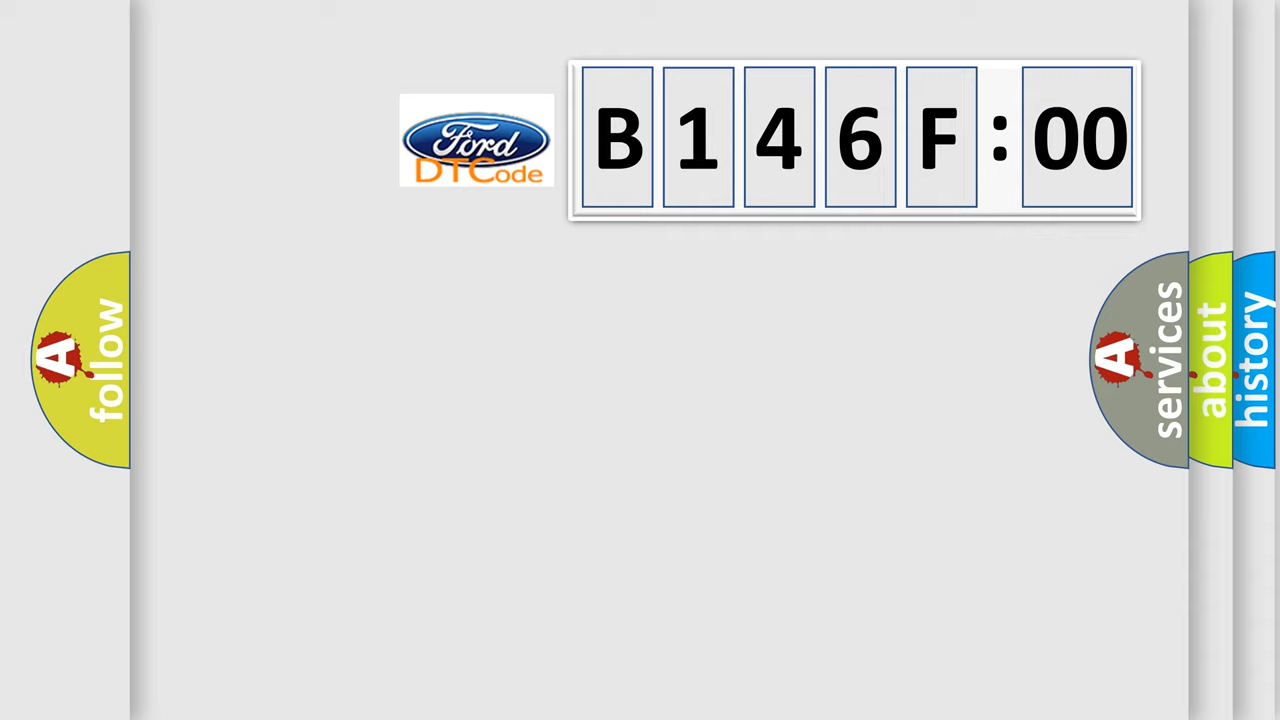 Ford
DTCode
B146F:00
A follow
A services
about
history